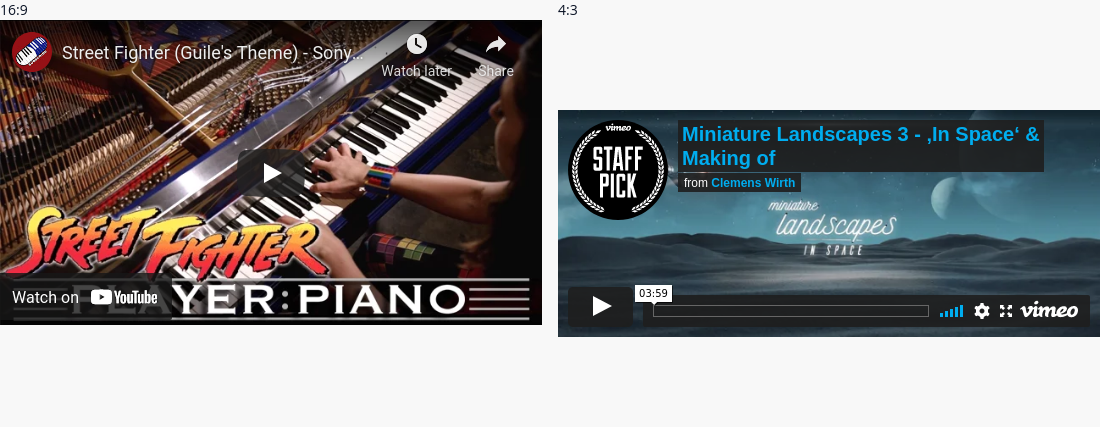 16:9
4:3
Street Fighter (Guile's Theme) - Sony…
Watch later
Share
STREET FIGHTER
Watch on YouTube
YER:PIANO
vimeo
STAFF
PICK
Miniature Landscapes 3 - ‚In Space‘ &
Making of
from Clemens Wirth
miniature
landscapes
IN SPACE
03:59
vimeo